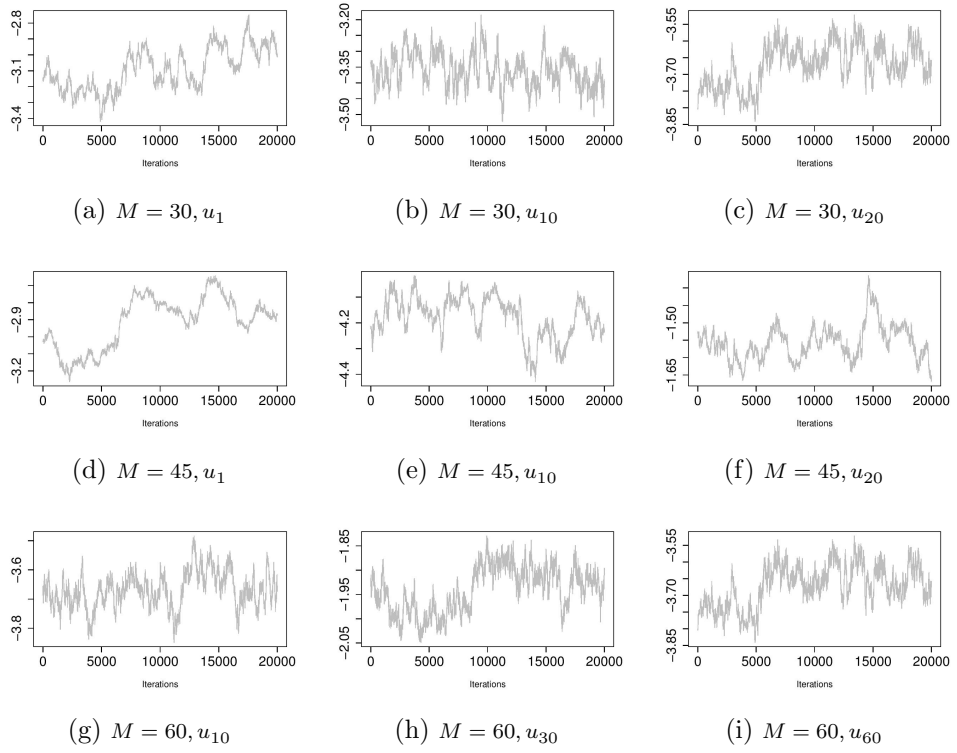 −2.8
−3.1
−3.4
0 5000 10000 15000 20000
Iterations
(a) M = 30, u1
−3.20
−3.35
−3.50
0 5000 10000 15000 20000
Iterations
(b) M = 30, u10
−3.55
−3.70
−3.85
0 5000 10000 15000 20000
Iterations
(c) M = 30, u20
−2.9
−3.2
0 5000 10000 15000 20000
Iterations
(d) M = 45, u1
−4.2
−4.4
0 5000 10000 15000 20000
Iterations
(e) M = 45, u10
−1.50
−1.65
0 5000 10000 15000 20000
Iterations
(f) M = 45, u20
−3.6
−3.8
0 5000 10000 15000 20000
Iterations
(g) M = 60, u10
−1.85
−1.95
−2.05
0 5000 10000 15000 20000
Iterations
(h) M = 60, u30
−3.55
−3.70
−3.85
0 5000 10000 15000 20000
Iterations
(i) M = 60, u60